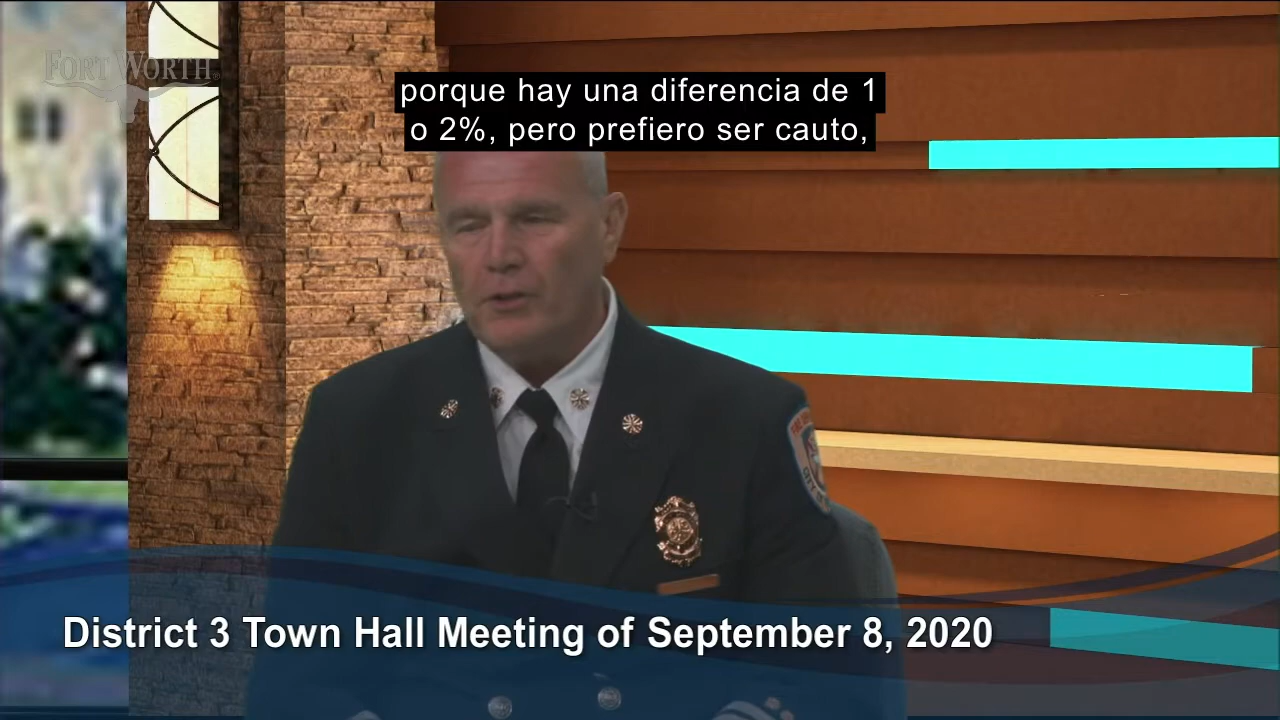 FORT WORTH
porque hay una diferencia de 1
o 2%, pero prefiero ser cauto,
District 3 Town Hall Meeting of September 8, 2020